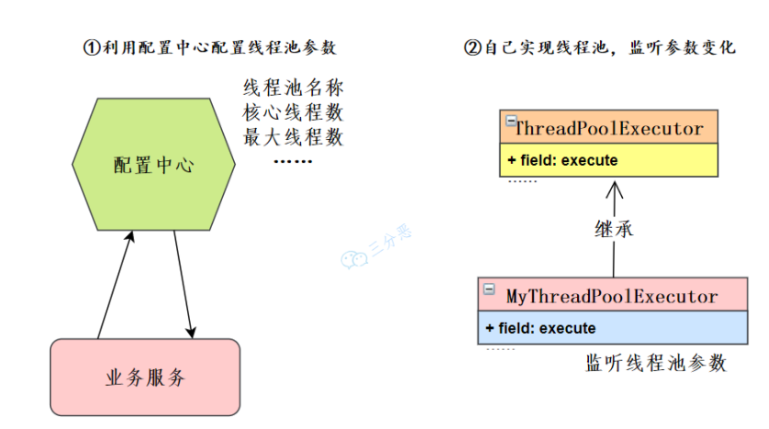 ①利用配置中心配置线程池参数
线程池名称
核心线程数
最大线程数
……
配置中心
业务服务
三分恶
②自己实现线程池，监听参数变化
ThreadPoolExecutor
+ field: execute
......
继承
MyThreadPoolExecutor
+ field: execute
......
监听线程池参数